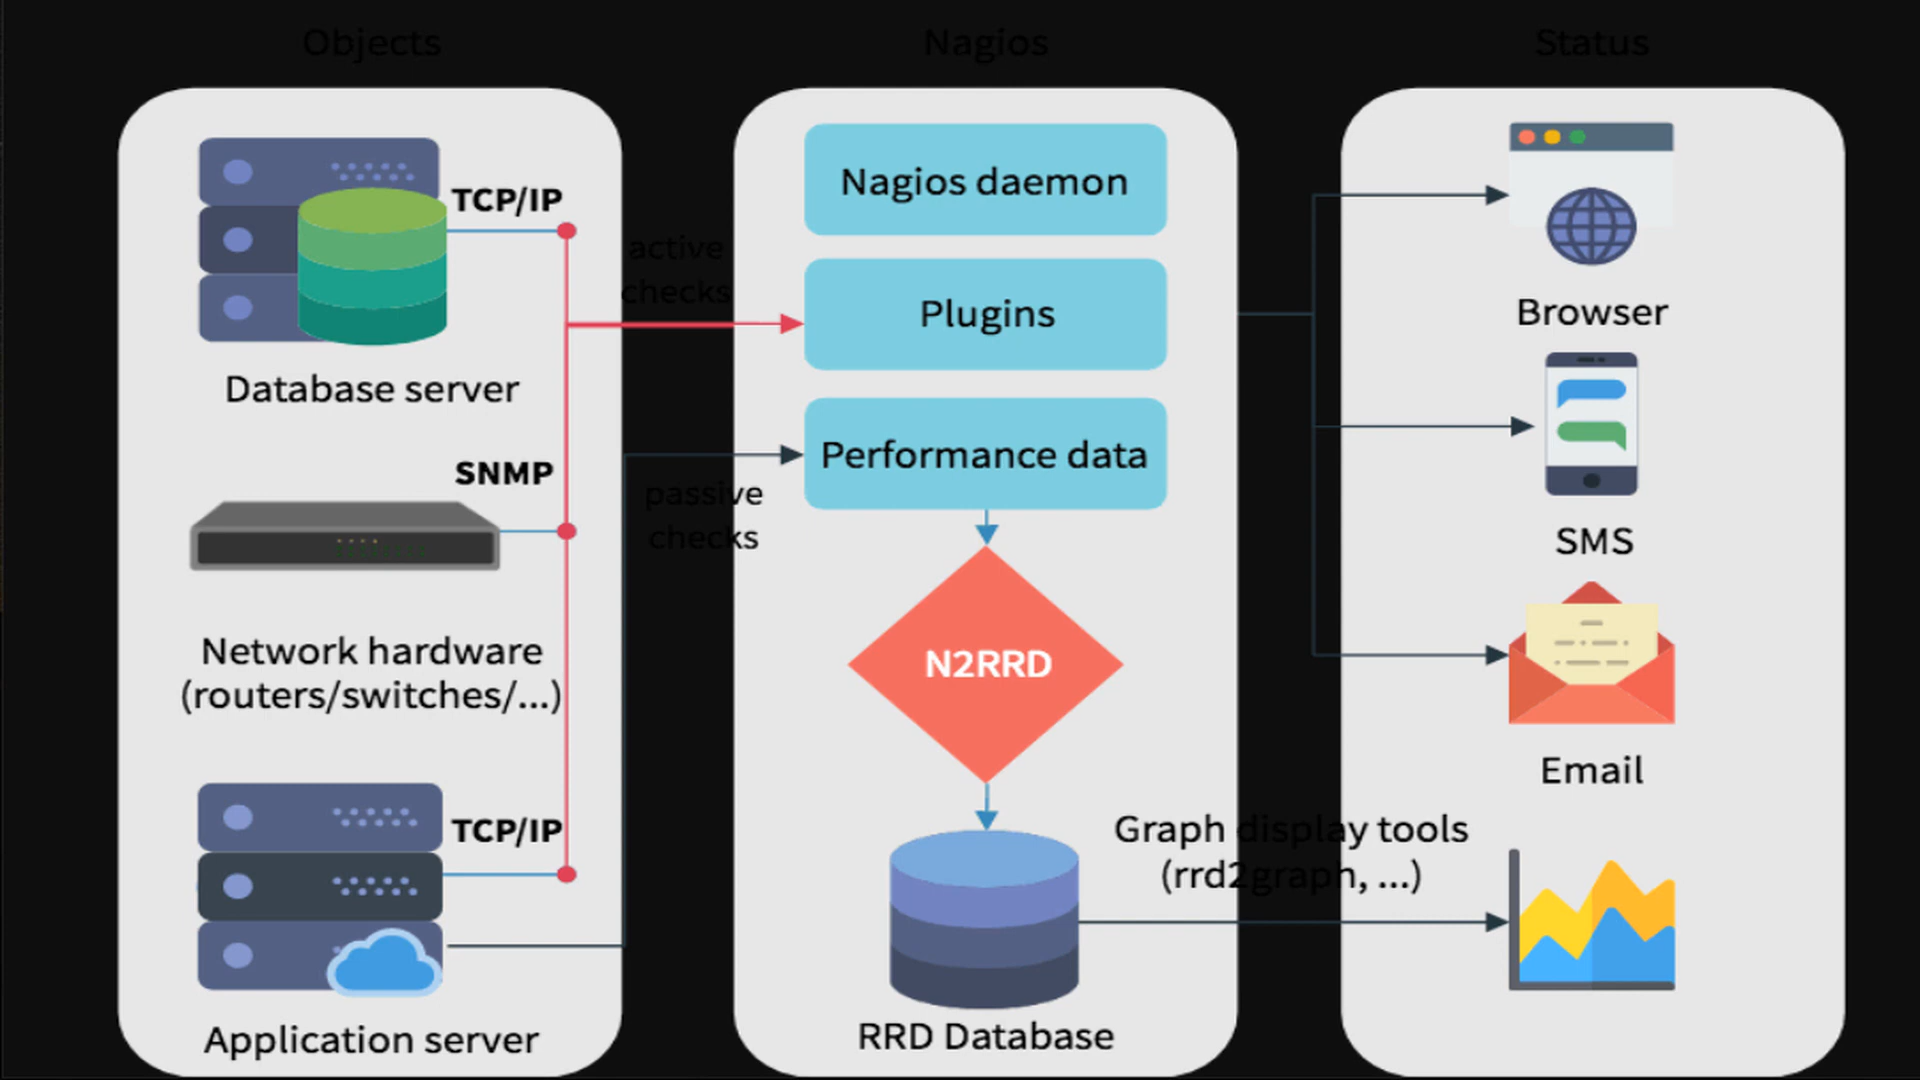 Objects
Nagios
Status
TCP/IP
Database server
SNMP
Network hardware
(routers/switches/...)
TCP/IP
Application server
active
checks
passive
checks
Nagios daemon
Plugins
Performance data
N2RRD
RRD Database
Graph display tools
(rrd2graph, ...)
Browser
SMS
Email